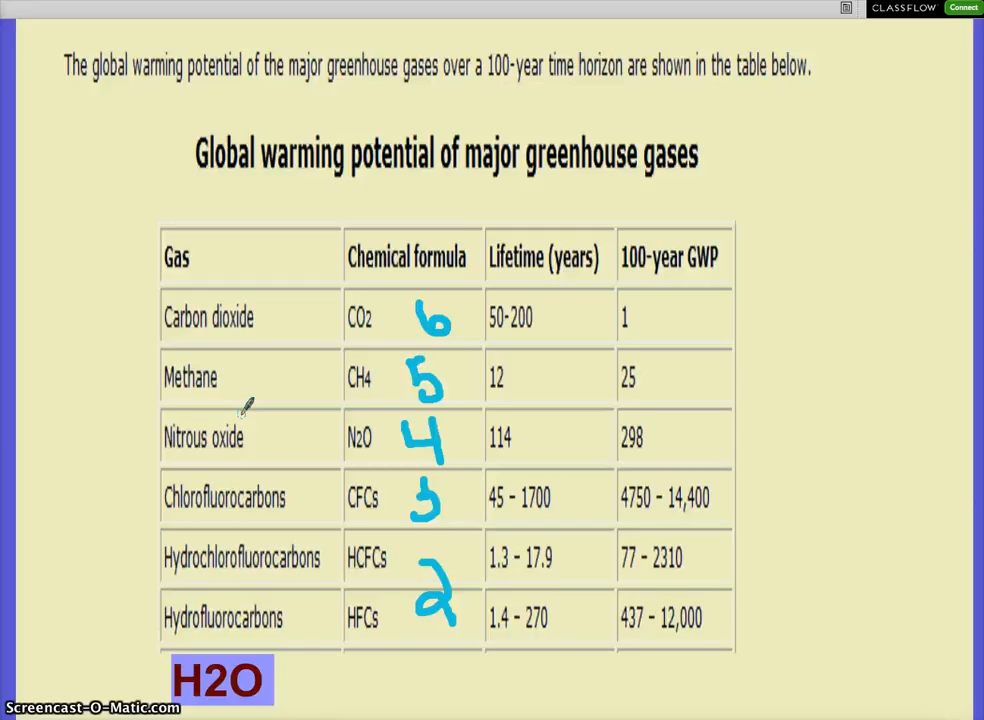 CLASSFLOW Connect
The global warming potential of the major greenhouse gases over a 100-year time horizon are shown in the table below.
Global warming potential of major greenhouse gases
Gas Chemical formula Lifetime (years) 100-year GWP
Carbon dioxide CO2 6 50-200 1
Methane CH4 5 12 25
Nitrous oxide N2O 4 114 298
Chlorofluorocarbons CFCs 3 45 - 1700 4750 - 14,400
Hydrochlorofluorocarbons HCFCs 1.3 - 17.9 77 - 2310
2
Hydrofluorocarbons HFCs 1.4 - 270 437 - 12,000
H2O
Screencast-O-Matic.com